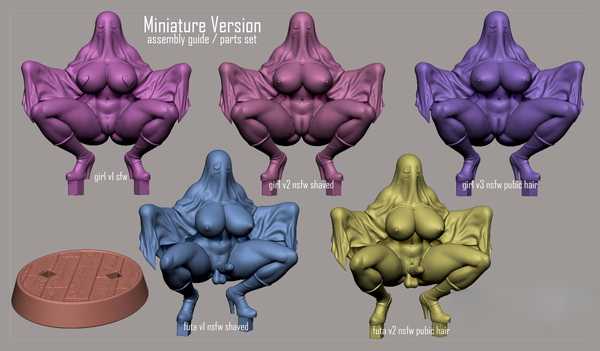 Miniature Version
assembly guide / parts set
girl v1 sfw
girl v2 nsfw shaved
girl v3 nsfw pubic hair
futa v1 nsfw shaved
futa v2 nsfw pubic hair